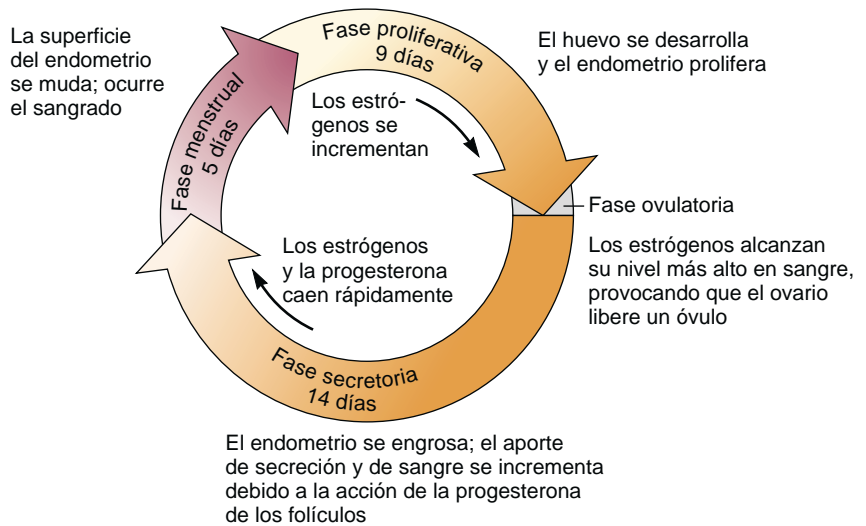 La superficie
del endometrio
se muda; ocurre
el sangrado
Fase menstrual
5 días
Fase proliferativa
9 días
El huevo se desarrolla
y el endometrio prolifera
Los estró-
genos se
incrementan
Fase ovulatoria
Los estrógenos alcanzan
su nivel más alto en sangre,
provocando que el ovario
libere un óvulo
Los estrógenos
y la progesterona
caen rápidamente
Fase secretoria
14 días
El endometrio se engrosa; el aporte
de secreción y de sangre se incrementa
debido a la acción de la progesterona
de los folículos